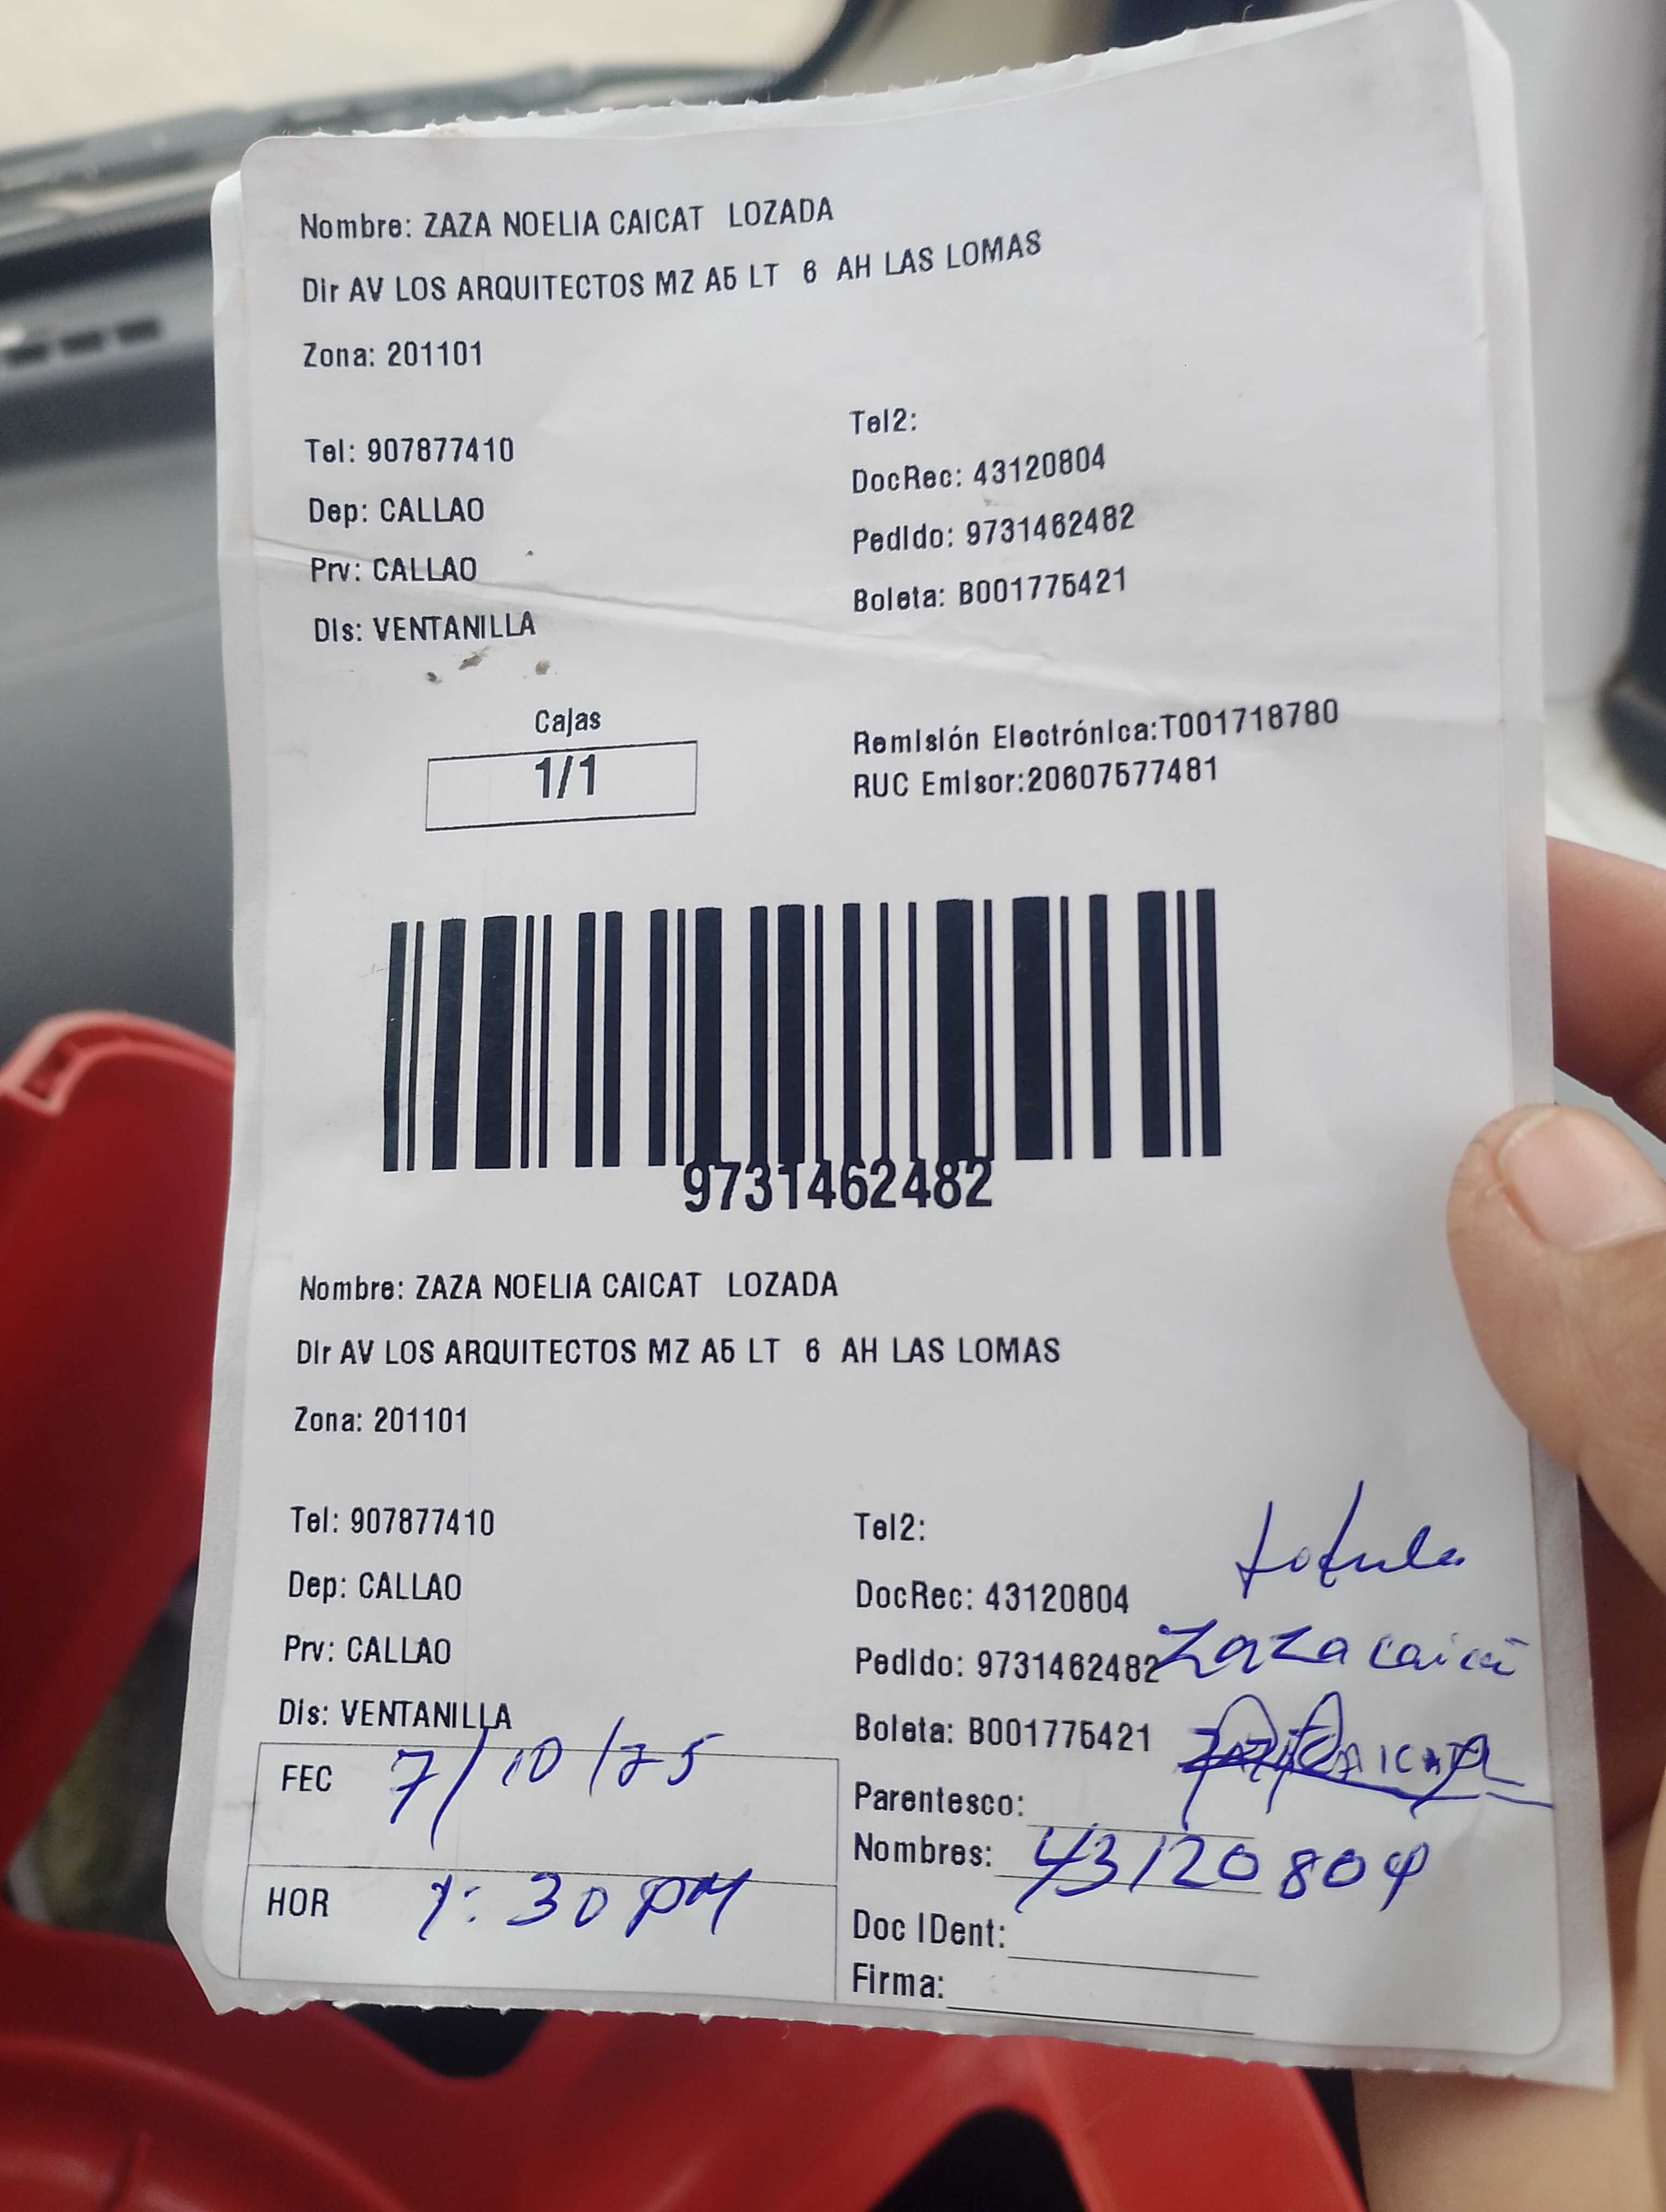 Nombre: ZAZA NOELIA CAICAT LOZADA
Dir AV LOS ARQUITECTOS MZ A5 LT 6 AH LAS LOMAS
Zona: 201101
Tel: 907877410
Tel2:
Dep: CALLAO
DocRec: 43120804
Prv: CALLAO
Pedido: 9731462482
Dis: VENTANILLA
Boleta: B001775421
Cajas
1/1
Remisión Electrónica:T001718780
RUC Emisor:20607577481
9731462482
Nombre: ZAZA NOELIA CAICAT LOZADA
Dir AV LOS ARQUITECTOS MZ A5 LT 6 AH LAS LOMAS
Zona: 201101
Tel: 907877410
Tel2:
Dep: CALLAO
DocRec: 43120804
Prv: CALLAO
Pedido: 9731462482 Zaza
Dis: VENTANILLA
Boleta: B001775421
FEC 7/10/25
Parentesco:
Nombres: 43120804
HOR 1:30 PM
Doc IDent:
Firma: